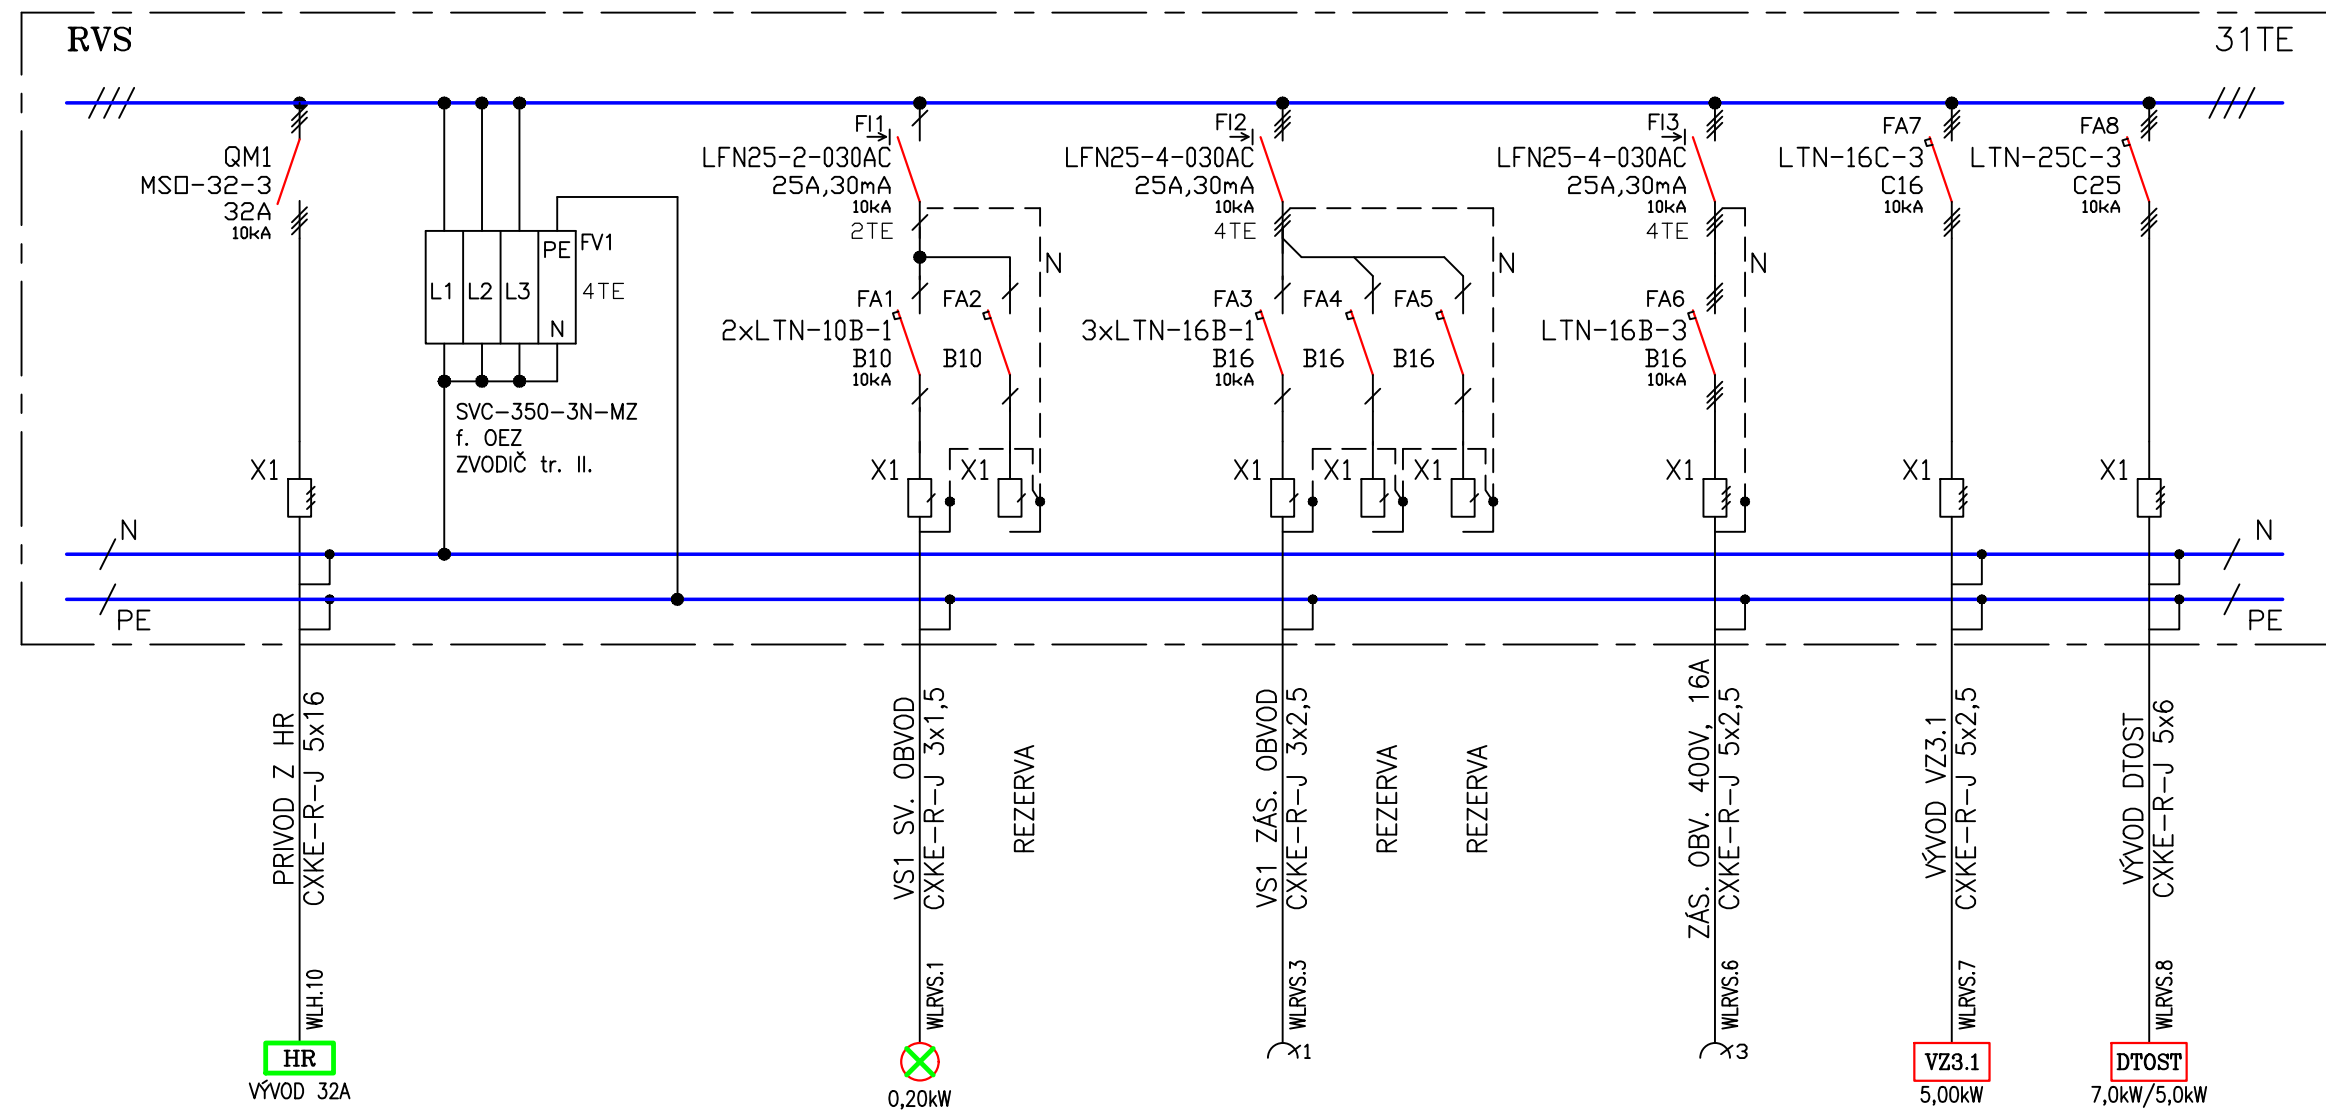 RVS
31TE
QM1
MSO-32-3
32A
10kA
L1
L2
L3
PE
N
FV1
4TE
SVC-350-3N-MZ
f. OEZ
ZVODIČ tr. II.
FI1
LFN25-2-030AC
25A,30mA
10kA
2TE
N
FA1
2xLTN-10B-1
B10
10kA
FA2
B10
FI2
LFN25-4-030AC
25A,30mA
10kA
4TE
N
FA3
3xLTN-16B-1
B16
10kA
FA4
B16
FA5
B16
FI3
LFN25-4-030AC
25A,30mA
10kA
4TE
N
FA6
LTN-16B-3
B16
10kA
FA7
LTN-16C-3
C16
10kA
FA8
LTN-25C-3
C25
10kA
X1
X1
X1
X1
X1
X1
X1
X1
X1
N
N
PE
PE
PRIVOD Z HR
CXKE-R-J 5x16
WLH.10
HR
VÝVOD 32A
VS1 SV. OBVOD
CXKE-R-J 3x1,5
WLRVS.1
0,20kW
REZERVA
VS1 ZÁS. OBVOD
CXKE-R-J 3x2,5
WLRVS.3
1
REZERVA
REZERVA
ZÁS. OBV. 400V, 16A
CXKE-R-J 5x2,5
WLRVS.6
3
VÝVOD VZ3.1
CXKE-R-J 5x2,5
WLRVS.7
VZ3.1
5,00kW
VÝVOD DTOST
CXKE-R-J 5x6
WLRVS.8
DTOST
7,0kW/5,0kW